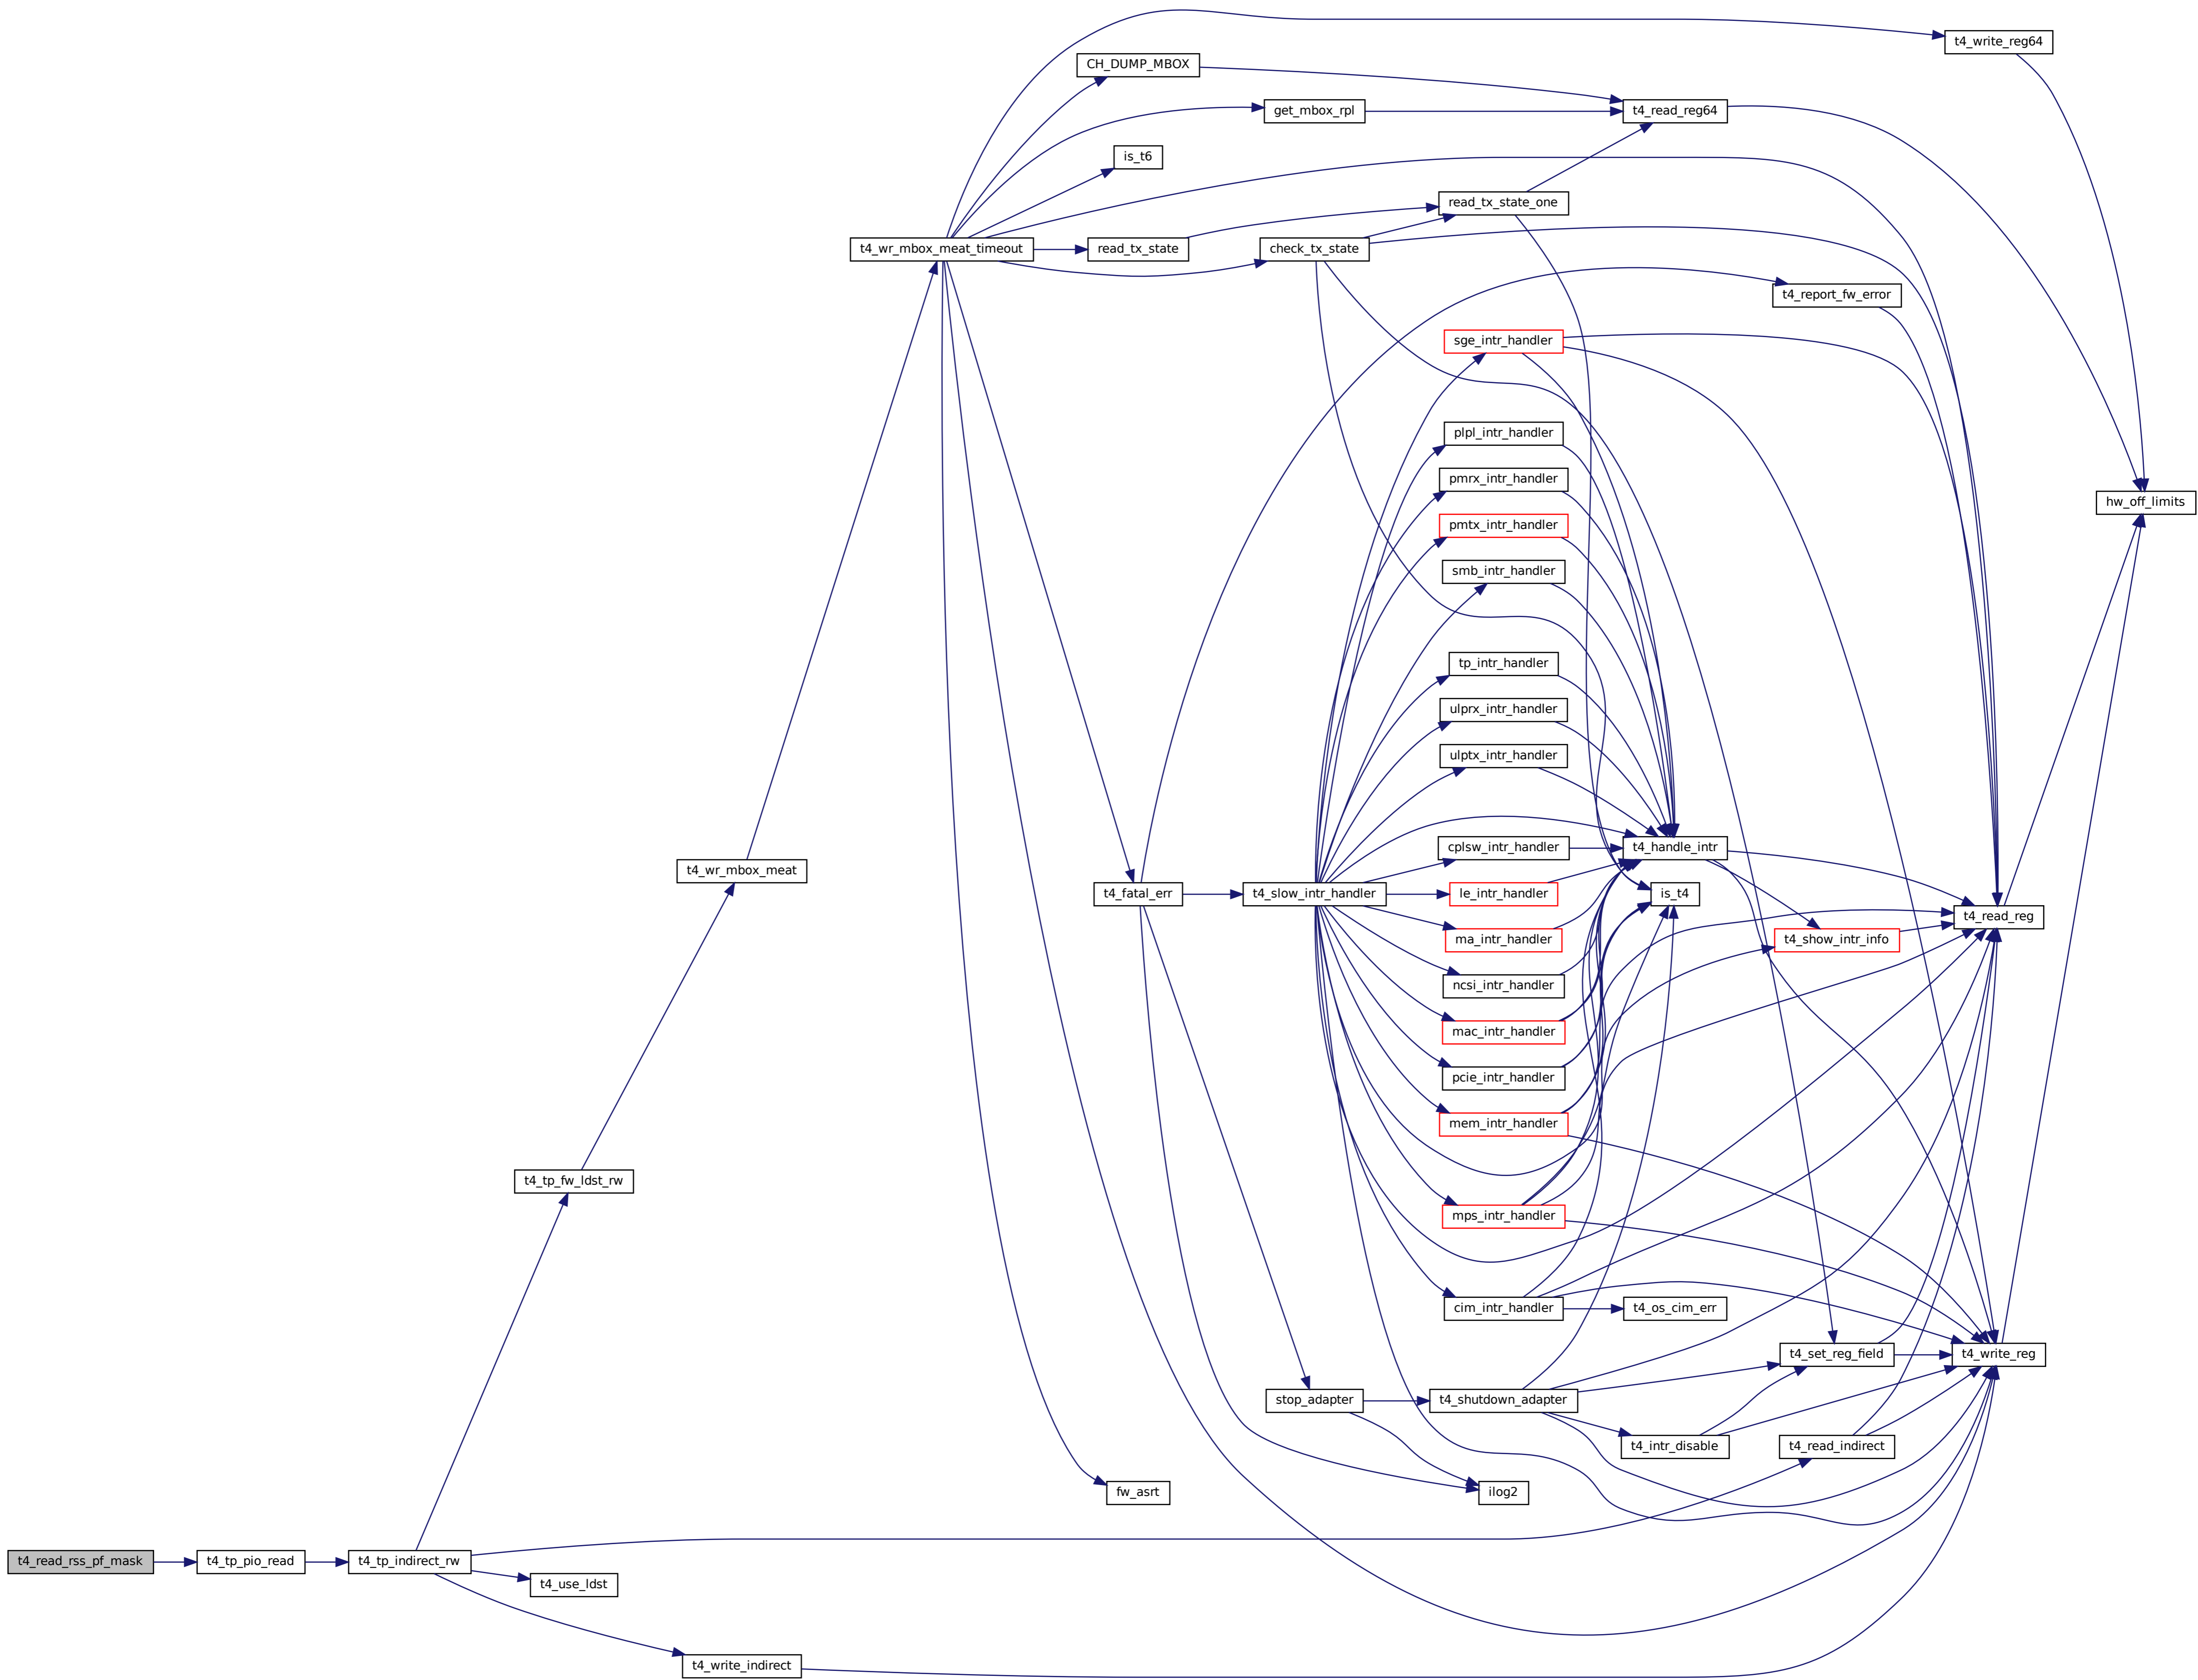 t4_write_reg64
CH_DUMP_MBOX
get_mbox_rpl
t4_read_reg64
is_t6
read_tx_state_one
t4_wr_mbox_meat_timeout
read_tx_state
check_tx_state
t4_report_fw_error
sge_intr_handler
plpl_intr_handler
pmrx_intr_handler
hw_off_limits
pmtx_intr_handler
smb_intr_handler
tp_intr_handler
ulprx_intr_handler
ulptx_intr_handler
cplsw_intr_handler
t4_handle_intr
t4_wr_mbox_meat
t4_fatal_err
t4_slow_intr_handler
le_intr_handler
is_t4
t4_read_reg
ma_intr_handler
t4_show_intr_info
ncsi_intr_handler
mac_intr_handler
pcie_intr_handler
mem_intr_handler
t4_tp_fw_ldst_rw
mps_intr_handler
cim_intr_handler
t4_os_cim_err
t4_set_reg_field
t4_write_reg
stop_adapter
t4_shutdown_adapter
t4_intr_disable
t4_read_indirect
fw_asrt
ilog2
t4_read_rss_pf_mask
t4_tp_pio_read
t4_tp_indirect_rw
t4_use_ldst
t4_write_indirect